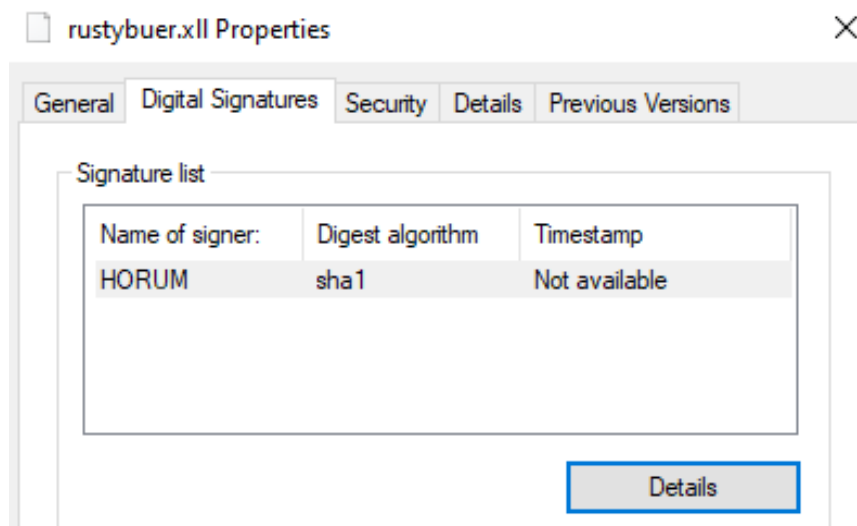 rustybuer.xll Properties
General Digital Signatures Security Details Previous Versions
Signature list
Name of signer: Digest algorithm Timestamp
HORUM sha1 Not available
Details